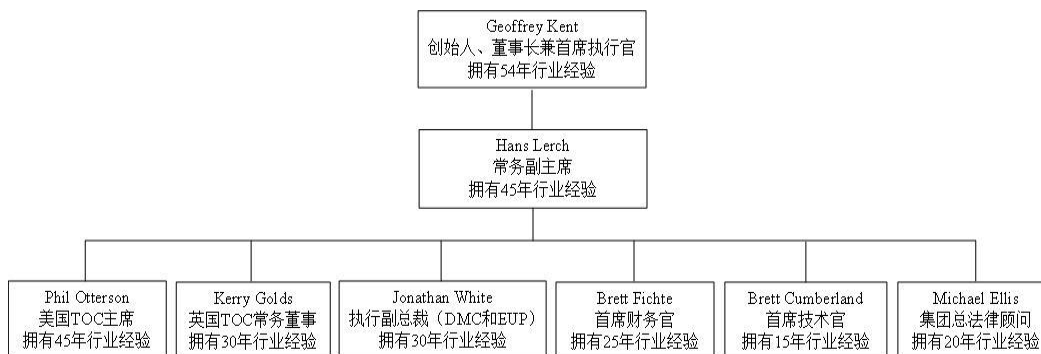 Geoffrey Kent
创始人、董事长兼首席执行官
拥有54年行业经验
Hans Lerch
常务副主席
拥有45年行业经验
Phil Otterson
美国TOC主席
拥有45年行业经验
Kerry Golds
英国TOC常务董事
拥有30年行业经验
Jonathan White
执行副总裁（DMC和EUP）
拥有30年行业经验
Brett Fichte
首席财务官
拥有25年行业经验
Brett Cumberland
首席技术官
拥有15年行业经验
Michael Ellis
集团总法律顾问
拥有20年行业经验